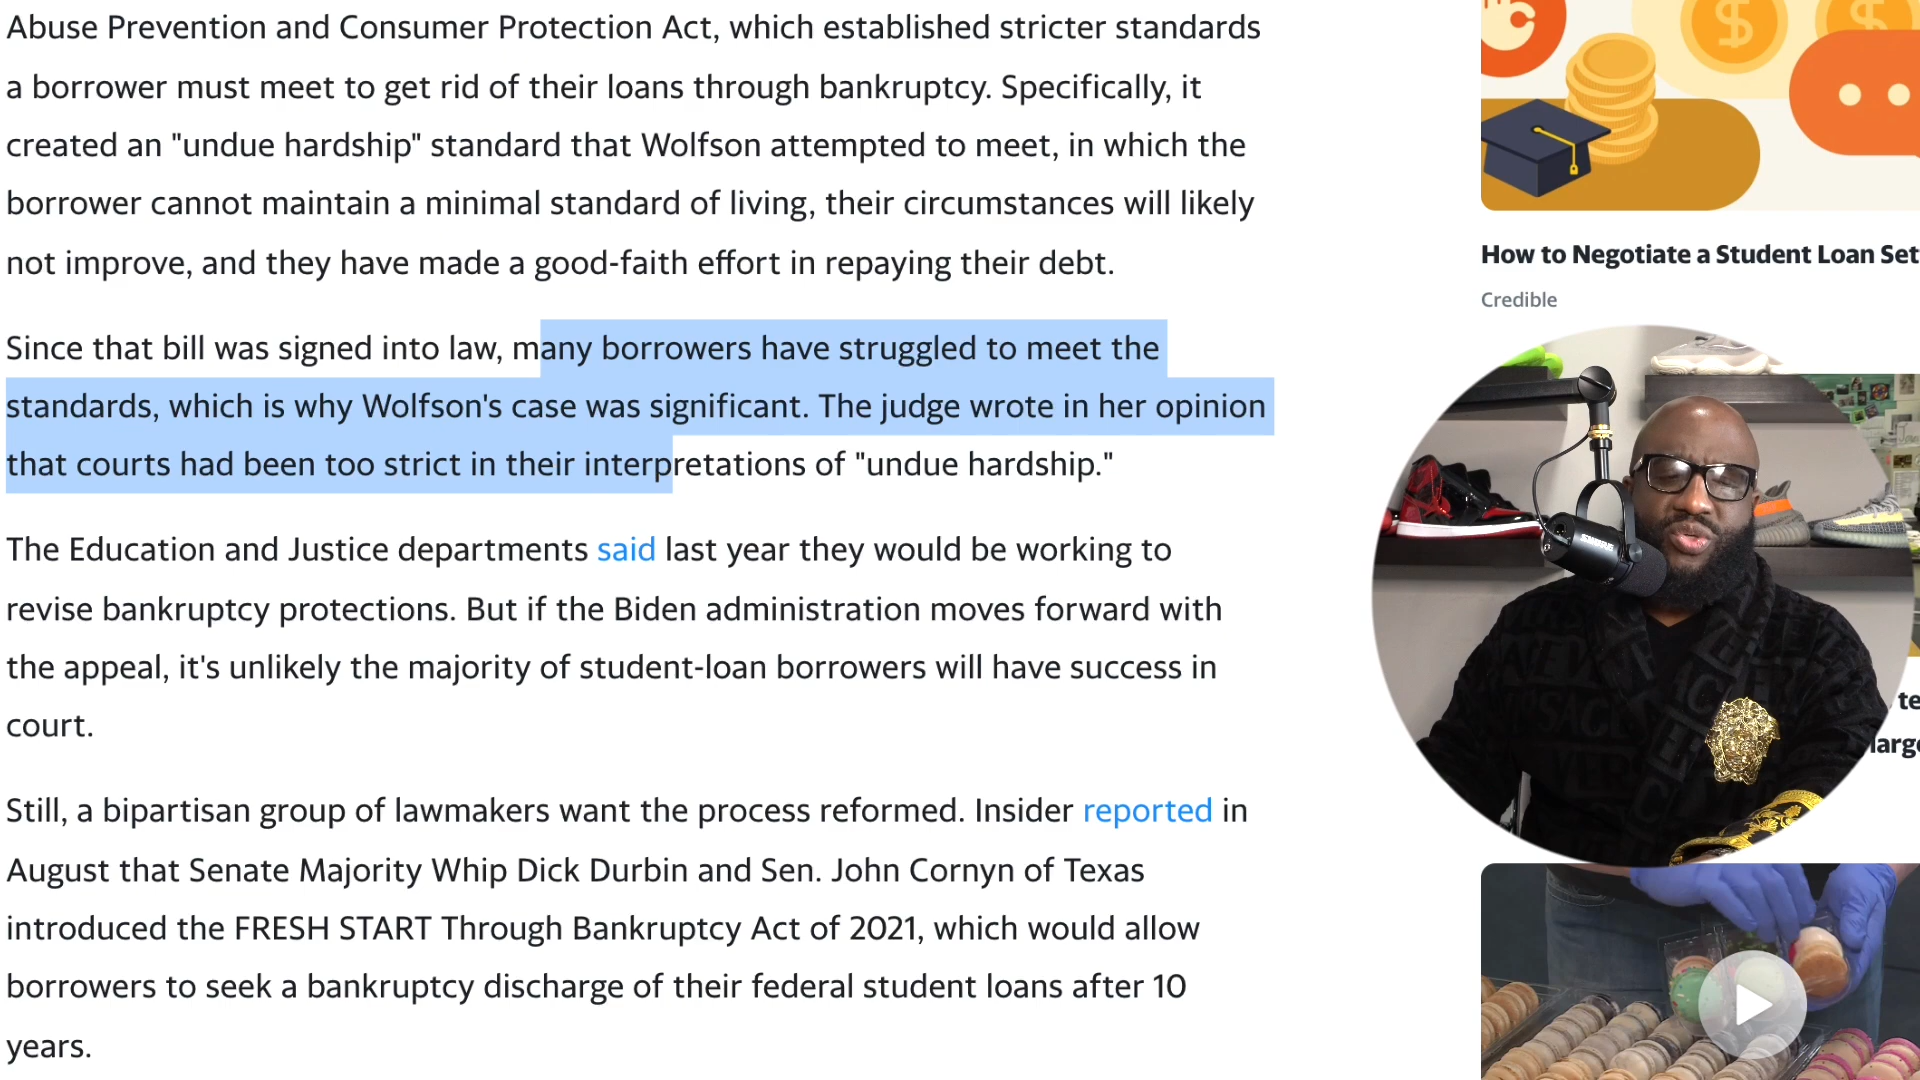 Abuse Prevention and Consumer Protection Act, which established stricter standards
a borrower must meet to get rid of their loans through bankruptcy. Specifically, it
created an "undue hardship" standard that Wolfson attempted to meet, in which the
borrower cannot maintain a minimal standard of living, their circumstances will likely
not improve, and they have made a good-faith effort in repaying their debt.
Since that bill was signed into law, many borrowers have struggled to meet the
standards, which is why Wolfson's case was significant. The judge wrote in her opinion
that courts had been too strict in their interpretations of "undue hardship."
The Education and Justice departments said last year they would be working to
revise bankruptcy protections. But if the Biden administration moves forward with
the appeal, it's unlikely the majority of student-loan borrowers will have success in
court.
Still, a bipartisan group of lawmakers want the process reformed. Insider reported in
August that Senate Majority Whip Dick Durbin and Sen. John Cornyn of Texas
introduced the FRESH START Through Bankruptcy Act of 2021, which would allow
borrowers to seek a bankruptcy discharge of their federal student loans after 10
years.
$
$
How to Negotiate a Student Loan Set
Credible
SHURE
te
large